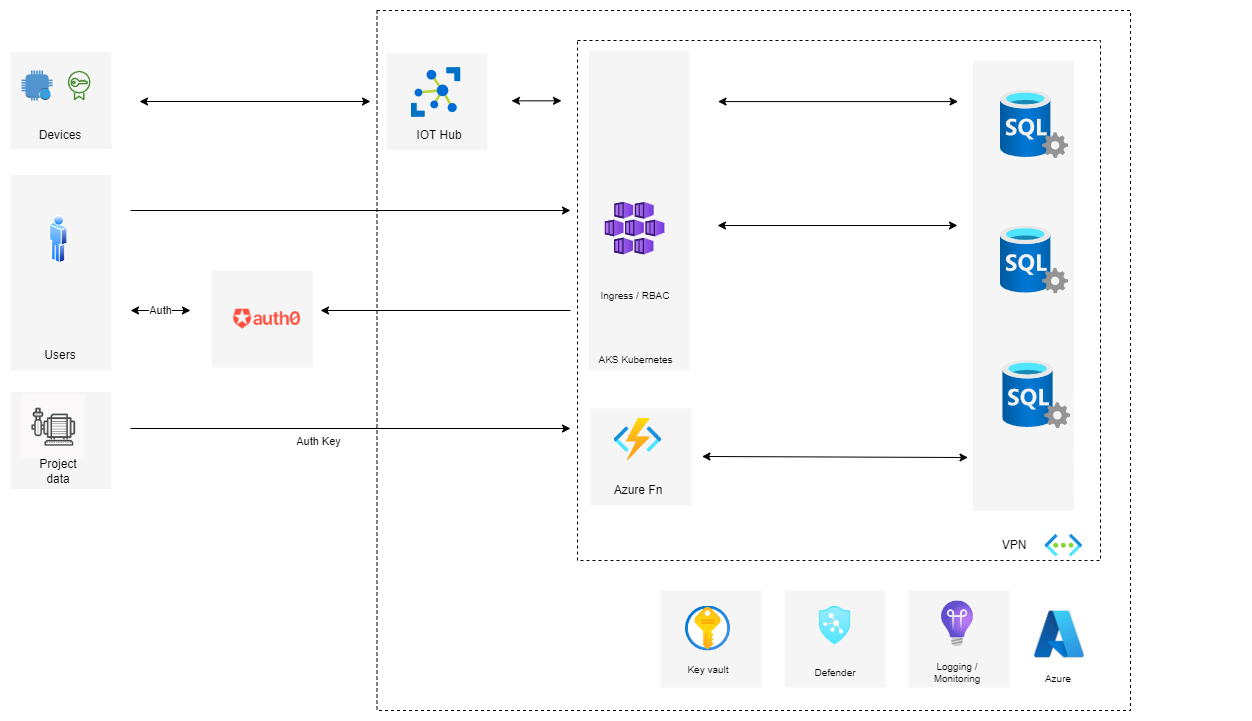 Devices
IOT Hub
SQL
Users
Ingress / RBAC
AKS Kubernetes
SQL
Auth
auth0
SQL
Auth Key
Project
data
Azure Fn
VPN
Key vault
Defender
Logging /
Monitoring
Azure